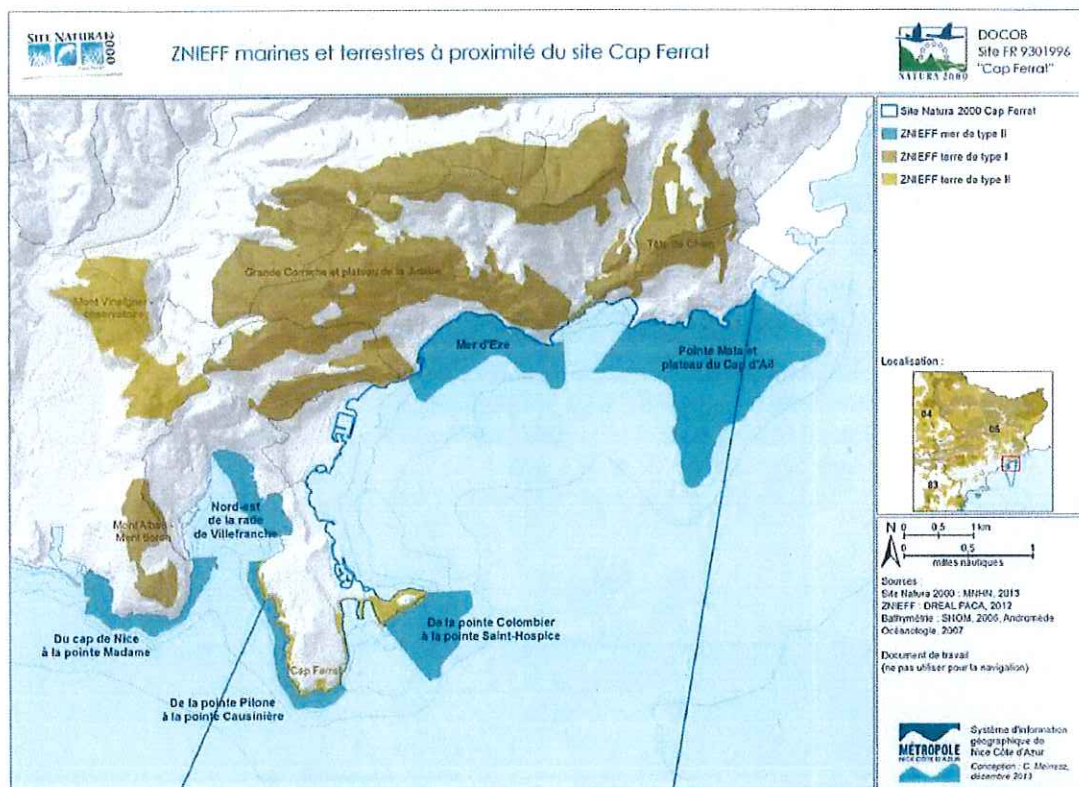 SITE NATURA 2000
ZNIEFF marines et terrestres à proximité du site Cap Ferrat
NATURA 2000
DOCOB
Site FR 9301996
"Cap Ferrat"
Site Natura 2000 Cap Ferrat
ZNIEFF mer de type II
ZNIEFF terre de type I
ZNIEFF terre de type II
Tête de Chien
Grande Corniche et plateau de la Justice
Mont Vinaigrier -
observatoire
Mer d'Eze
Pointe Mala et
plateau du Cap d'Ail
Nord-est
de la rade
de Villefranche
Mont Alban -
Mont Boron
Du cap de Nice
à la pointe Madame
De la pointe Colombier
à la pointe Saint-Hospice
Cap Ferrat
De la pointe Pilone
à la pointe Causinière
Localisation :
04
06
83
N
0 0,5 1 km
0 0,5 1
milles nautiques
Sources :
Site Natura 2000 : MNHN, 2013
ZNIEFF : DREAL PACA, 2012
Bathymétrie : SHOM, 2006, Andromède
Océanologie, 2007
Document de travail
(ne pas utiliser pour la navigation)
MÉTROPOLE
NICE CÔTE D'AZUR
Système d'information
géographique de
Nice Côte d'Azur
Conception : C. Meinesz,
décembre 2013